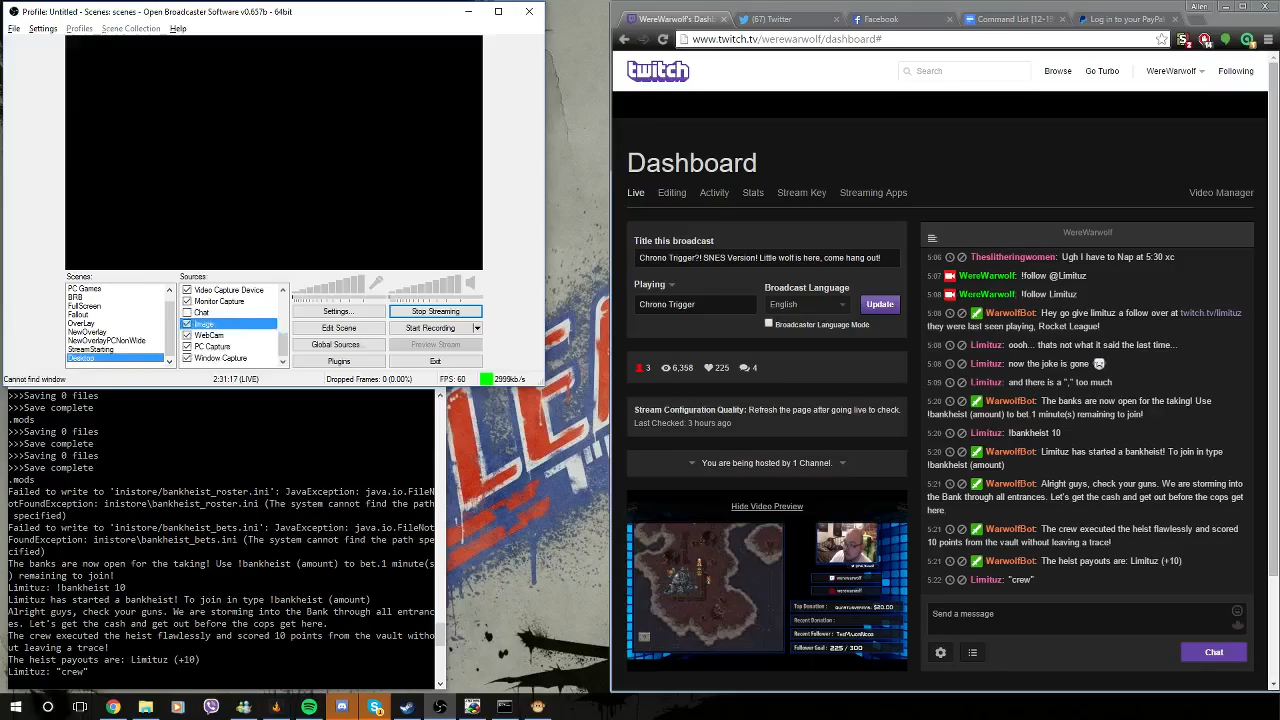 Profile: Untitled - Scenes: scenes - Open Broadcaster Software v0.657b - 64bit
File Settings Profiles Scene Collection Help
Scenes:
PC Games
BRB
FullScreen
Fallout
OverLay
NewOverlay
NewOverlayPCNonWide
StreamStarting
Desktop
Sources:
Video Capture Device
Monitor Capture
Chat
Image
WebCam
PC Capture
Window Capture
Settings... Stop Streaming
Edit Scene Start Recording
Global Sources... Preview Stream
Plugins Exit
Cannot find window 2:31:17 (LIVE) Dropped Frames: 0 (0.00%) FPS: 60 2999kb/s
>>>Saving 0 files
>>>Save complete
.mods
>>>Saving 0 files
>>>Save complete
>>>Saving 0 files
>>>Save complete
.mods
Failed to write to 'inistore/bankheist_roster.ini': JavaException: java.io.FileN
otFoundException: inistore\bankheist_roster.ini (The system cannot find the path
 specified)
Failed to write to 'inistore/bankheist_bets.ini': JavaException: java.io.FileNot
FoundException: inistore\bankheist_bets.ini (The system cannot find the path spe
cified)
The banks are now open for the taking! Use !bankheist (amount) to bet.1 minute(s
) remaining to join!
Limituz: !bankheist 10
Limituz has started a bankheist! To join in type !bankheist (amount)
Alright guys, check your guns. We are storming into the Bank through all entranc
es. Let's get the cash and get out before the cops get here.
The crew executed the heist flawlessly and scored 10 points from the vault witho
ut leaving a trace!
The heist payouts are: Limituz (+10)
Limituz: "crew"
Allen
WereWarwolf's Dashb (67) Twitter Facebook Command List [12-1 Log in to your PayPal
www.twitch.tv/werewarwolf/dashboard#
twitch Search Browse Go Turbo WereWarwolf Following
Dashboard
Live Editing Activity Stats Stream Key Streaming Apps Video Manager
Title this broadcast
Chrono Trigger?! SNES Version! Little wolf is here, come hang out!
Playing Broadcast Language
Chrono Trigger English Update
Broadcaster Language Mode
3 6,358 225 4
Stream Configuration Quality: Refresh the page after going live to check.
Last Checked: 3 hours ago
You are being hosted by 1 Channel.
Hide Video Preview
werewarwolf
werewarwolf
Top Donation: $20.00
Recent Donation:
Recent Follower: TheMajorNoob
Follower Goal: 225 / 300
WereWarwolf
5:06 Theslitheringwomen: Ugh I have to Nap at 5:30 xc
5:07 WereWarwolf: !follow @Limituz
5:08 WereWarwolf: !follow Limituz
5:08 WarwolfBot: Hey go give limituz a follow over at twitch.tv/limituz
they were last seen playing, Rocket League!
5:08 Limituz: oooh... thats not what it said the last time...
5:08 Limituz: now the joke is gone
5:09 Limituz: and there is a "," too much
5:20 WarwolfBot: The banks are now open for the taking! Use
!bankheist (amount) to bet.1 minute(s) remaining to join!
5:20 Limituz: !bankheist 10
5:20 WarwolfBot: Limituz has started a bankheist! To join in type
!bankheist (amount)
5:21 WarwolfBot: Alright guys, check your guns. We are storming into
the Bank through all entrances. Let's get the cash and get out before the cops get
here.
5:21 WarwolfBot: The crew executed the heist flawlessly and scored
10 points from the vault without leaving a trace!
5:21 WarwolfBot: The heist payouts are: Limituz (+10)
5:22 Limituz: "crew"
Send a message
Chat